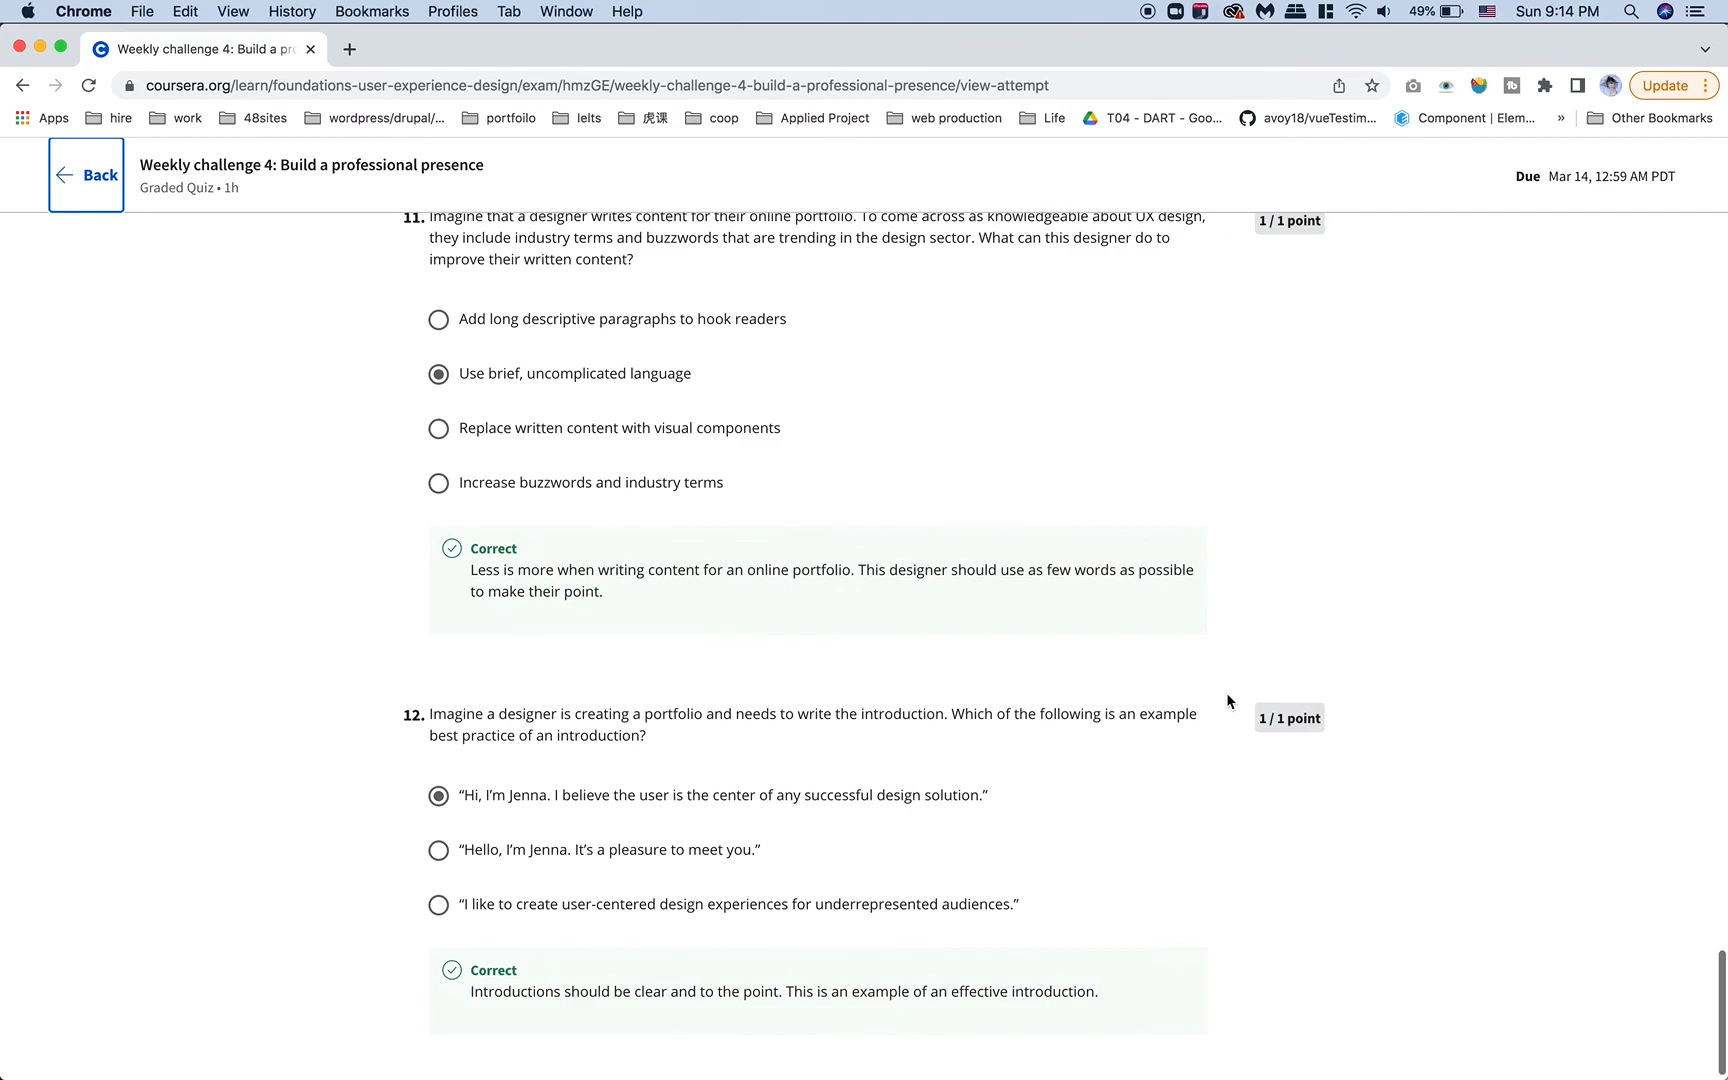 Chrome File Edit View History Bookmarks Profiles Tab Window Help 49% Sun 9:14 PM
Weekly challenge 4: Build a pro
coursera.org/learn/foundations-user-experience-design/exam/hmzGE/weekly-challenge-4-build-a-professional-presence/view-attempt Update
Apps hire work 48sites wordpress/drupal/... portfoilo Ielts 虎课 coop Applied Project web production Life T04 - DART - Goo... avoy18/vueTestim... Component | Elem... » Other Bookmarks
Back
Weekly challenge 4: Build a professional presence
Graded Quiz • 1h
Due Mar 14, 12:59 AM PDT
11. Imagine that a designer writes content for their online portfolio. To come across as knowledgeable about UX design,
they include industry terms and buzzwords that are trending in the design sector. What can this designer do to
improve their written content?
1 / 1 point
Add long descriptive paragraphs to hook readers
Use brief, uncomplicated language
Replace written content with visual components
Increase buzzwords and industry terms
Correct
Less is more when writing content for an online portfolio. This designer should use as few words as possible
to make their point.
12. Imagine a designer is creating a portfolio and needs to write the introduction. Which of the following is an example
best practice of an introduction?
1 / 1 point
“Hi, I’m Jenna. I believe the user is the center of any successful design solution.”
“Hello, I’m Jenna. It’s a pleasure to meet you.”
“I like to create user-centered design experiences for underrepresented audiences.”
Correct
Introductions should be clear and to the point. This is an example of an effective introduction.